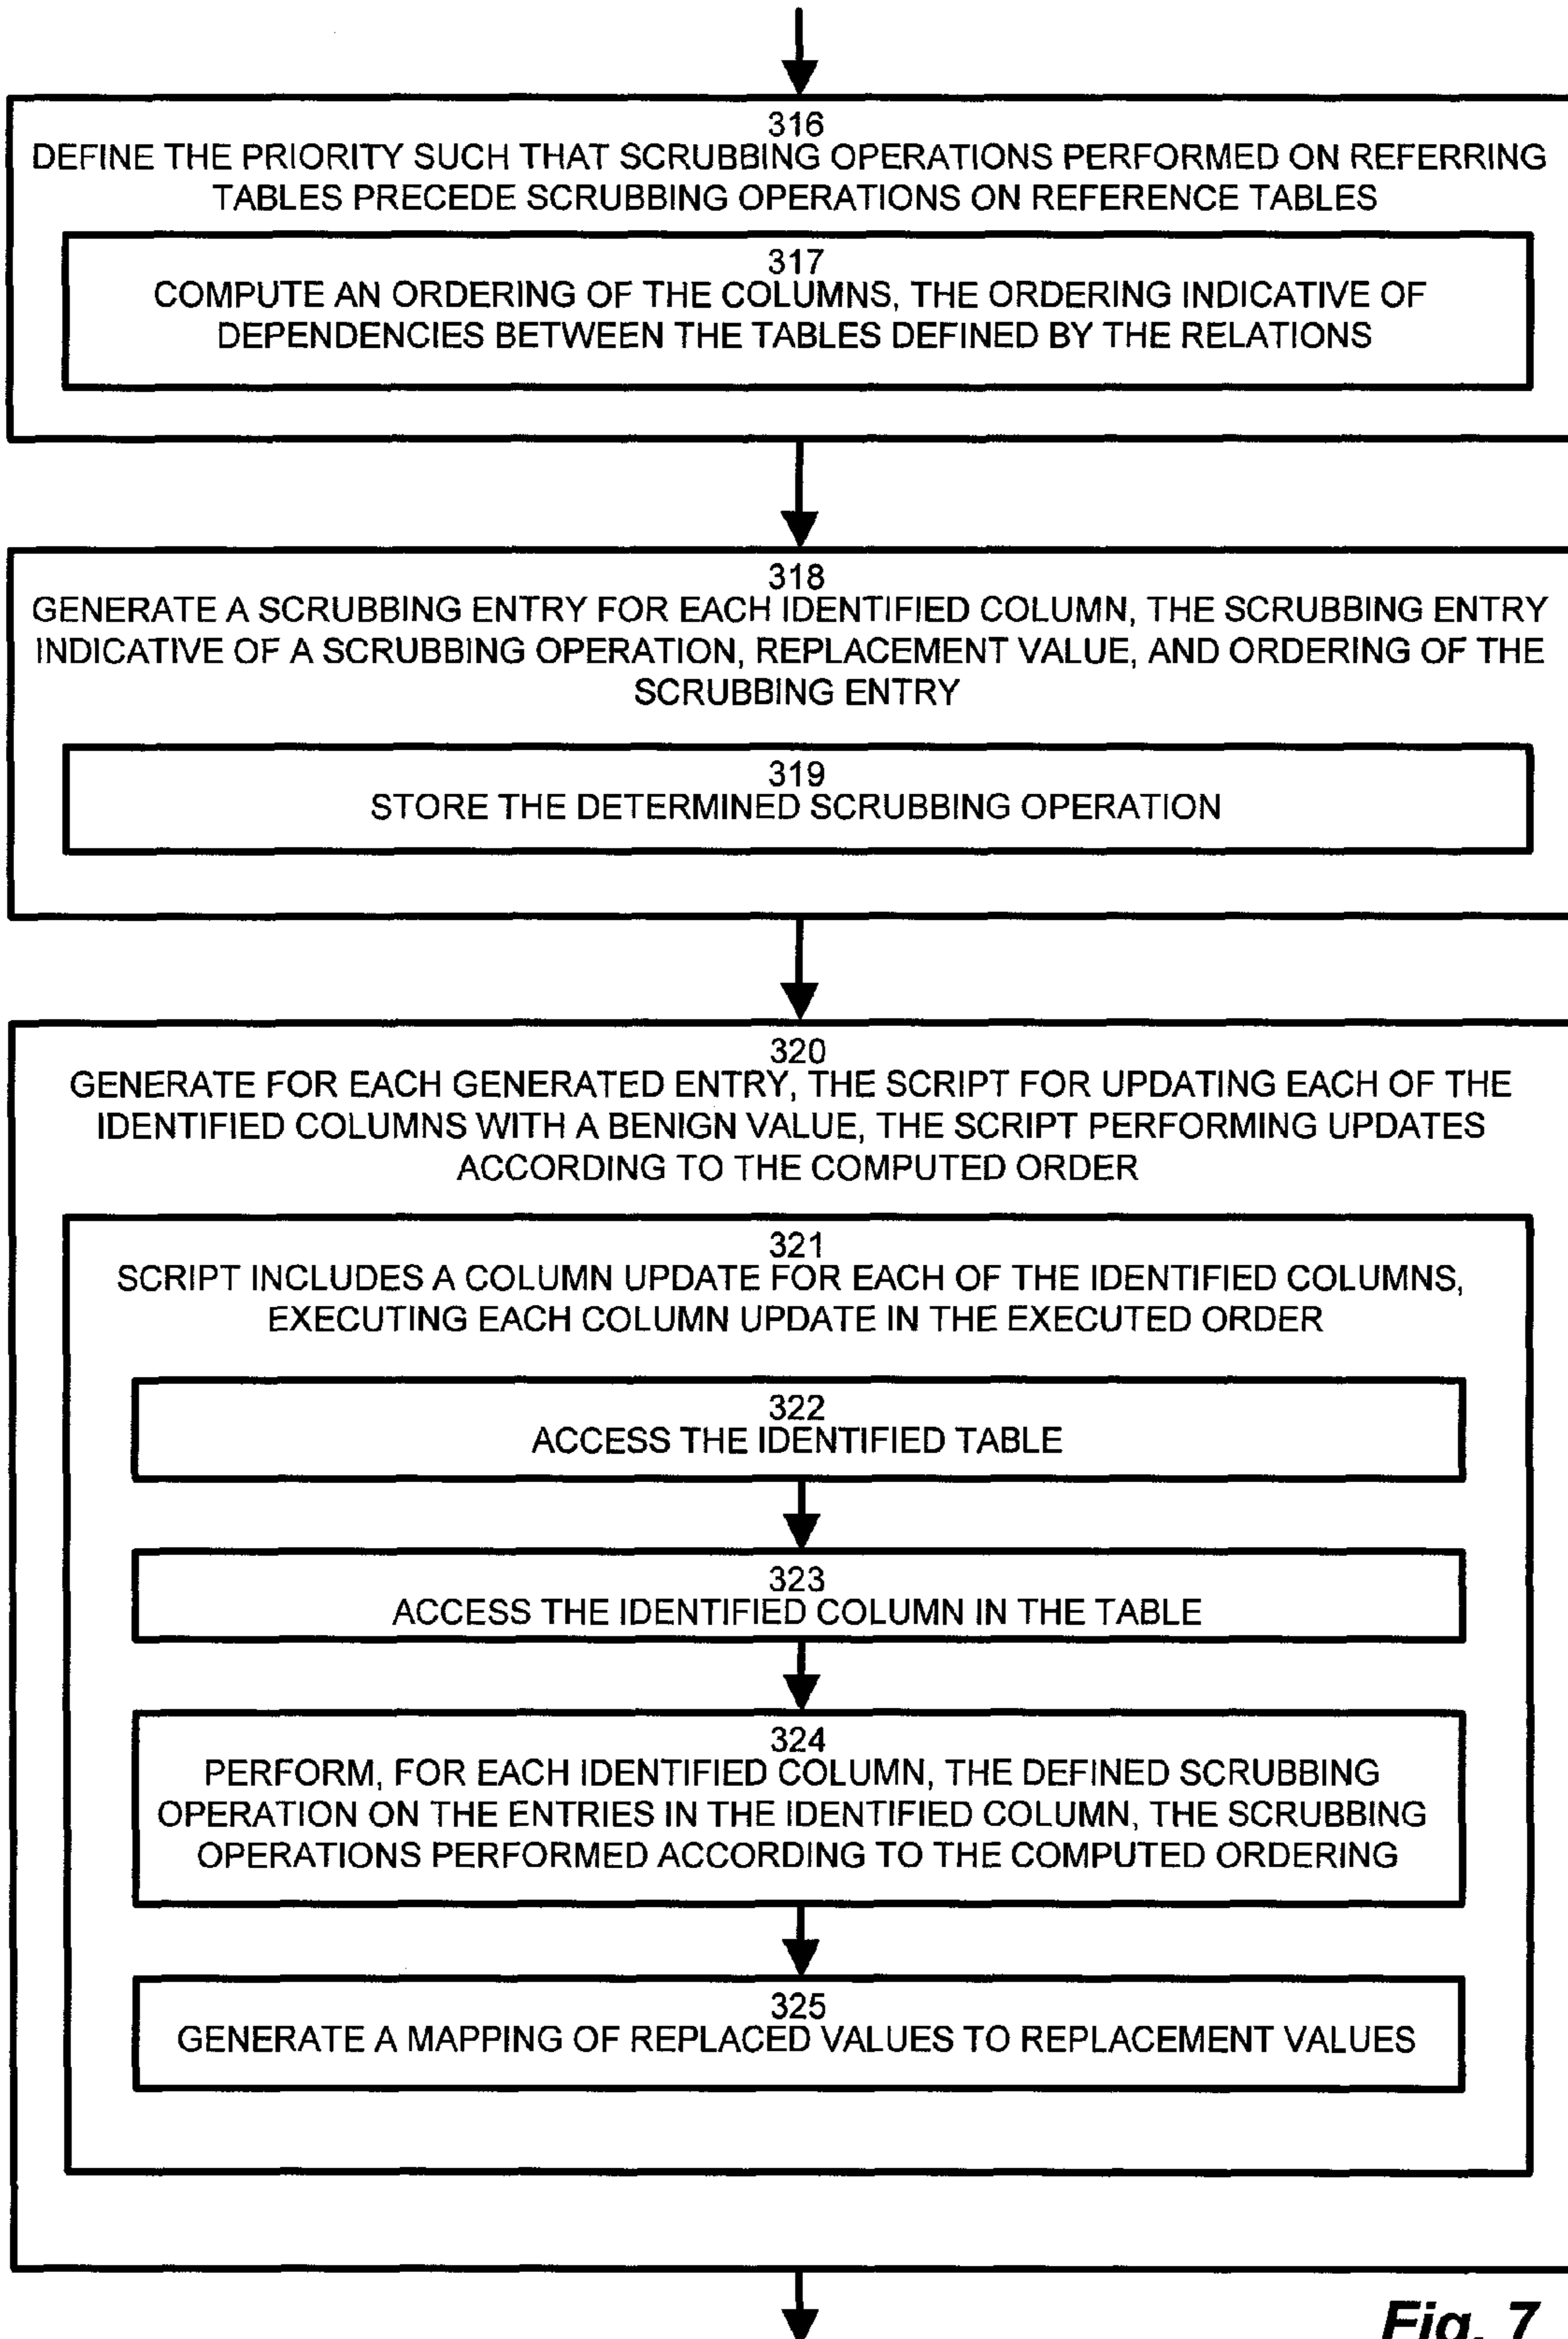 316
DEFINE THE PRIORITY SUCH THAT SCRUBBING OPERATIONS PERFORMED ON REFERRING
TABLES PRECEDE SCRUBBING OPERATIONS ON REFERENCE TABLES
317
COMPUTE AN ORDERING OF THE COLUMNS, THE ORDERING INDICATIVE OF
DEPENDENCIES BETWEEN THE TABLES DEFINED BY THE RELATIONS
318
GENERATE A SCRUBBING ENTRY FOR EACH IDENTIFIED COLUMN, THE SCRUBBING ENTRY
INDICATIVE OF A SCRUBBING OPERATION, REPLACEMENT VALUE, AND ORDERING OF THE
SCRUBBING ENTRY
319
STORE THE DETERMINED SCRUBBING OPERATION
320
GENERATE FOR EACH GENERATED ENTRY, THE SCRIPT FOR UPDATING EACH OF THE
IDENTIFIED COLUMNS WITH A BENIGN VALUE, THE SCRIPT PERFORMING UPDATES
ACCORDING TO THE COMPUTED ORDER
321
SCRIPT INCLUDES A COLUMN UPDATE FOR EACH OF THE IDENTIFIED COLUMNS,
EXECUTING EACH COLUMN UPDATE IN THE EXECUTED ORDER
322
ACCESS THE IDENTIFIED TABLE
323
ACCESS THE IDENTIFIED COLUMN IN THE TABLE
324
PERFORM, FOR EACH IDENTIFIED COLUMN, THE DEFINED SCRUBBING
OPERATION ON THE ENTRIES IN THE IDENTIFIED COLUMN, THE SCRUBBING
OPERATIONS PERFORMED ACCORDING TO THE COMPUTED ORDERING
325
GENERATE A MAPPING OF REPLACED VALUES TO REPLACEMENT VALUES
Fig. 7